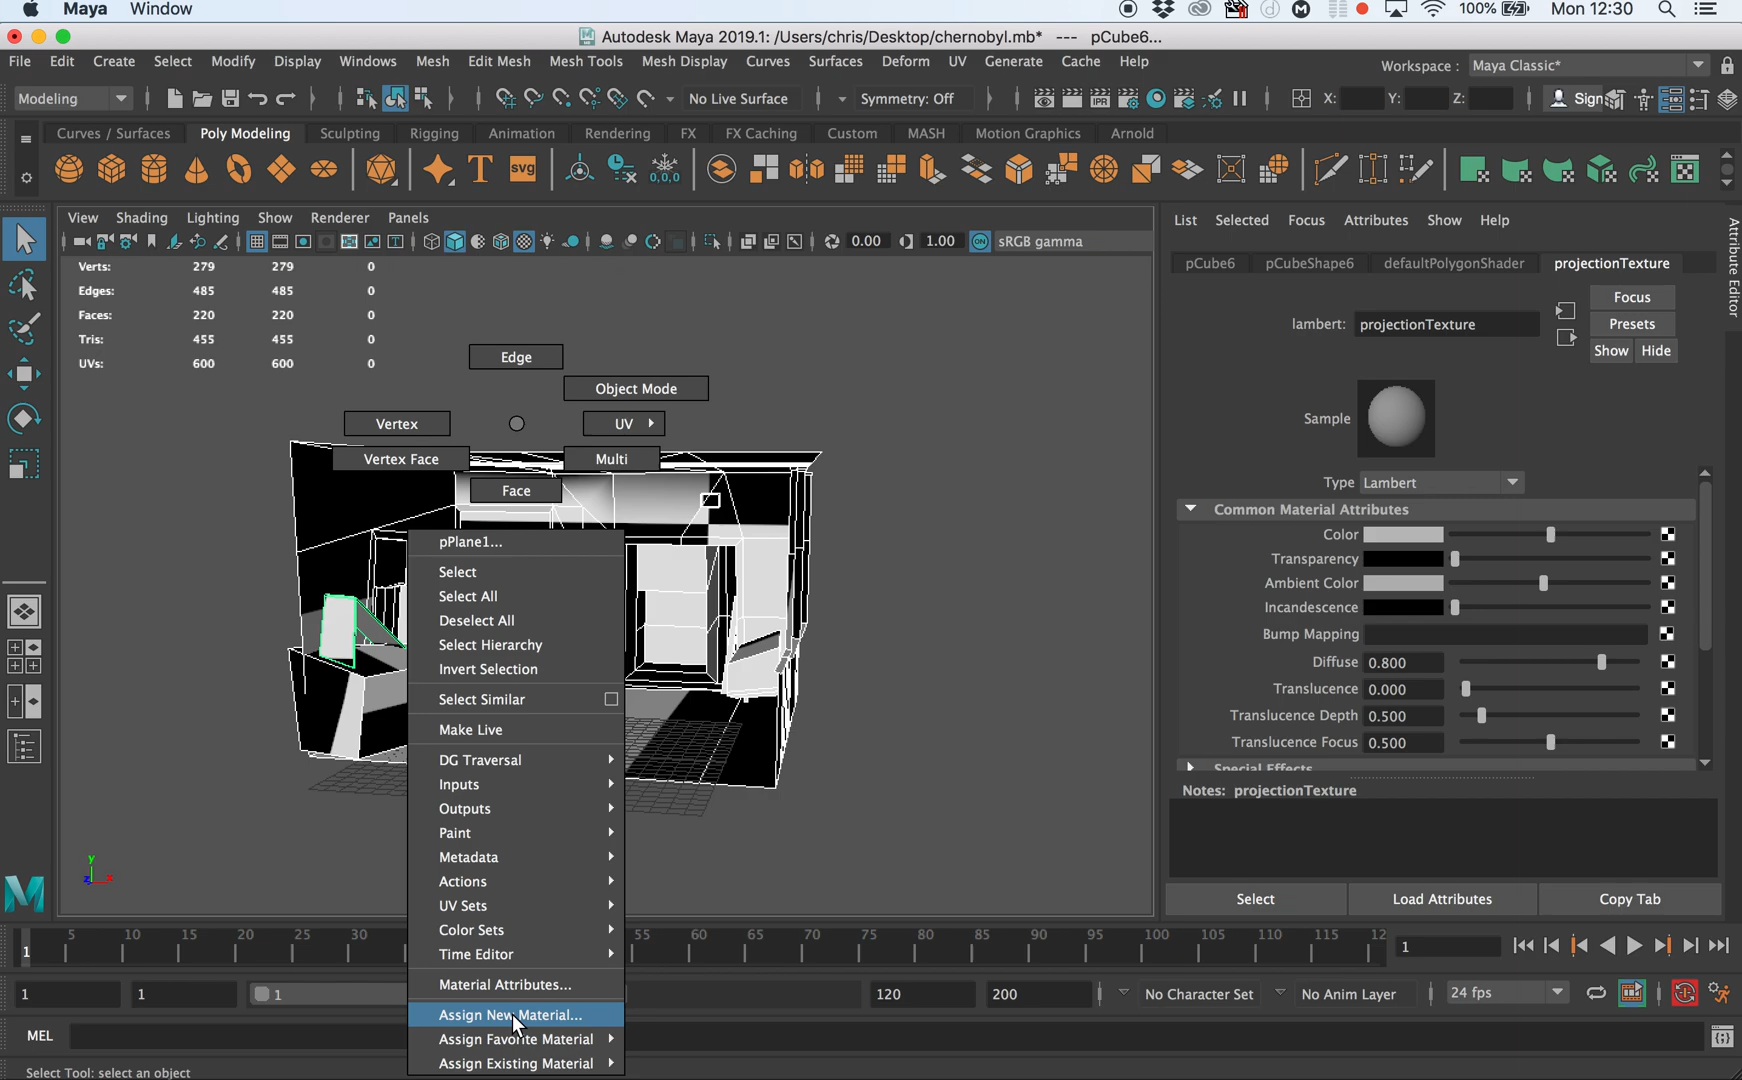 Maya Window 100% Mon 12:30
Autodesk Maya 2019.1: /Users/chris/Desktop/chernobyl.mb* --- pCube6...
File Edit Create Select Modify Display Windows Mesh Edit Mesh Mesh Tools Mesh Display Curves Surfaces Deform UV Generate Cache Help Workspace : Maya Classic*
Modeling No Live Surface Symmetry: Off IPR X: Y: Z: Sign
Curves / Surfaces Poly Modeling Sculpting Rigging Animation Rendering FX FX Caching Custom MASH Motion Graphics Arnold
T svg 0,0,0
View Shading Lighting Show Renderer Panels
0.00 1.00 ON sRGB gamma
List Selected Focus Attributes Show Help
Attribute Editor
pCube6 pCubeShape6 defaultPolygonShader projectionTexture
Verts: 279 279 0
Edges: 485 485 0
Faces: 220 220 0
Tris: 455 455 0
UVs: 600 600 0
Edge
Object Mode
Vertex UV
Vertex Face Multi
Face
pPlane1...
Select
Select All
Deselect All
Select Hierarchy
Invert Selection
Select Similar
Make Live
DG Traversal
Inputs
Outputs
Paint
Metadata
Actions
UV Sets
Color Sets
Time Editor
Material Attributes...
Assign New Material...
Assign Favorite Material
Assign Existing Material
y
z x
Focus
lambert: projectionTexture Presets
Show Hide
Sample
Type Lambert
Common Material Attributes
Color
Transparency
Ambient Color
Incandescence
Bump Mapping
Diffuse 0.800
Translucence 0.000
Translucence Depth 0.500
Translucence Focus 0.500
Special Effects
Notes: projectionTexture
Select Load Attributes Copy Tab
1 5 10 15 20 25 30 55 60 65 70 75 80 85 90 95 100 105 110 115 12 1
1 1 1 120 200 No Character Set No Anim Layer 24 fps
MEL
Select Tool: select an object